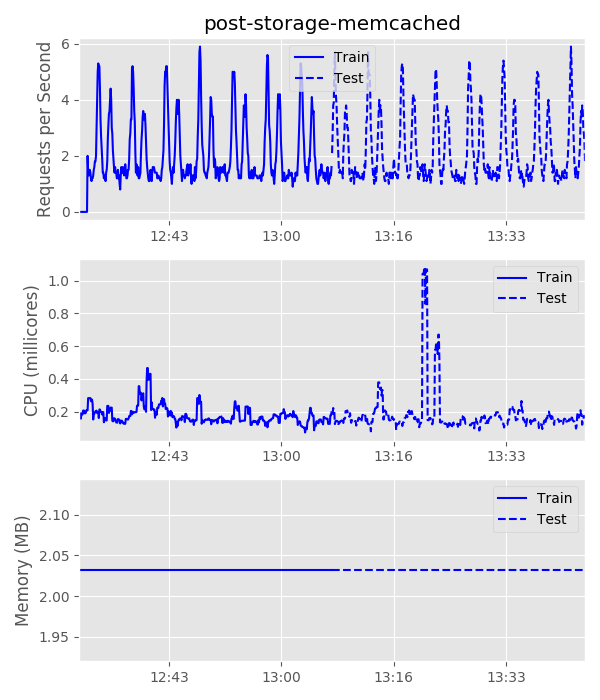 post-storage-memcached
Requests per Second
6
4
2
0
Train
Test
12:43 13:00 13:16 13:33
CPU (millicores)
1.0
0.8
0.6
0.4
0.2
Train
Test
12:43 13:00 13:16 13:33
Memory (MB)
2.10
2.05
2.00
1.95
Train
Test
12:43 13:00 13:16 13:33